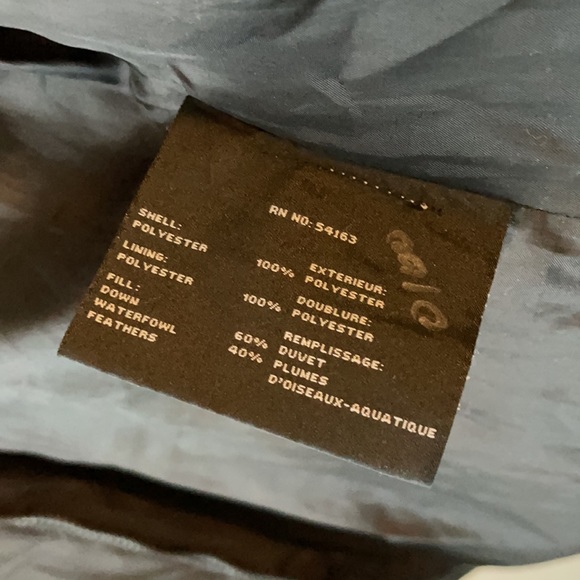 RN NO: 54163
SHELL:
POLYESTER 100% EXTERIEUR: POLYESTER
LINING:
POLYESTER 100% DOUBLURE: POLYESTER
FILL: REMPLISSAGE:
DOWN 60% DUVET
WATERFOWL 40% PLUMES
FEATHERS D'OISEAUX-AQUATIQUE